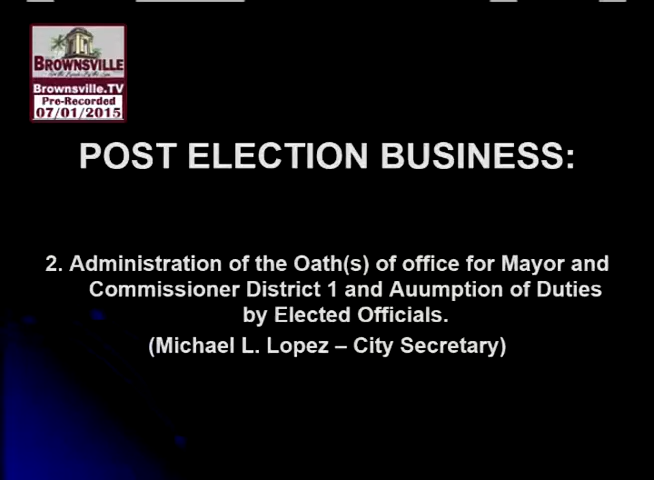 BROWNSVILLE
Brownsville.TV
Pre-Recorded
07/01/2015
POST ELECTION BUSINESS:
2. Administration of the Oath(s) of office for Mayor and
Commissioner District 1 and Auumption of Duties
by Elected Officials.
(Michael L. Lopez – City Secretary)